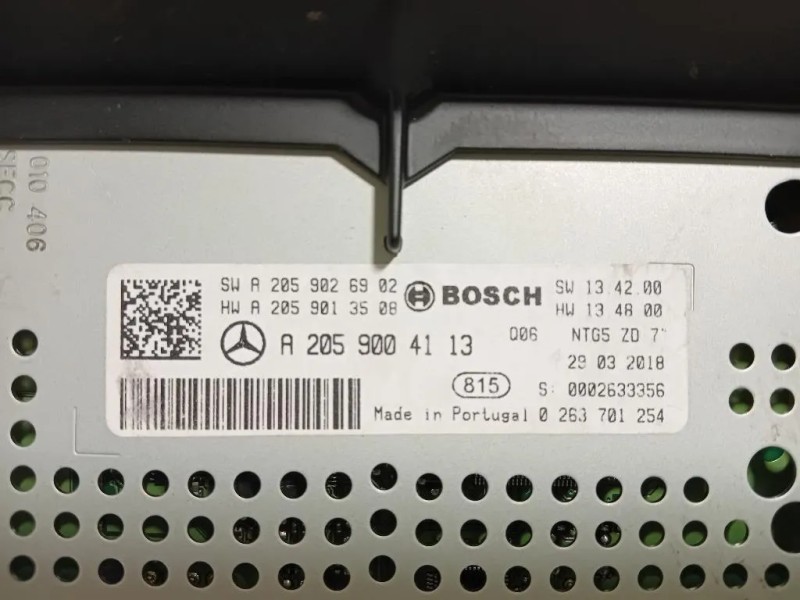 010 406
SECC
SW A 205 902 69 02
HW A 205 901 35 08
BOSCH
SW 13.42.00
HW 13 48 00
A 205 900 41 13
Q06
NTG5 ZD 7"
29 03 2018
815
S: 0002633356
Made in Portugal 0 263 701 254